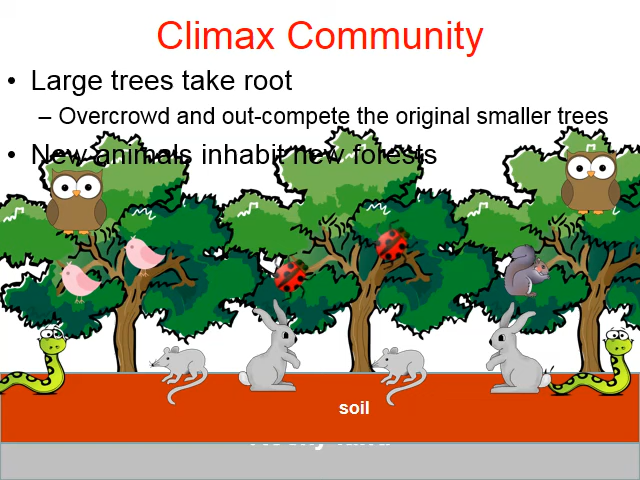 Climax Community
• Large trees take root
– Overcrowd and out-compete the original smaller trees
• New animals inhabit new forests
soil